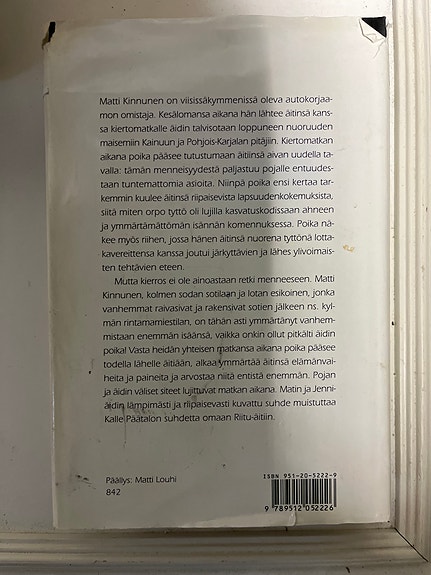 Matti Kinnunen on viisissäkymmenissä oleva autokorjaa-
mon omistaja. Kesälomansa aikana hän lähtee äitinsä kans-
sa kiertomatkalle äidin talvisotaan loppuneen nuoruuden
maisemiin Kainuun ja Pohjois-Karjalan pitäjiin. Kiertomatkan
aikana poika pääsee tutustumaan äitiinsä aivan uudella ta-
valla: tämän menneisyydestä paljastuu pojalle entuudes-
taan tuntemattomia asioita. Niinpä poika ensi kertaa tar-
kemmin kuulee äitinsä riipaisevista lapsuudenkokemuksista,
siitä miten orpo tyttö oli lujilla kasvatuskodissaan ahneen
ja ymmärtämättömän isännän komennuksessa. Poika nä-
kee myös riihen, jossa hänen äitinsä nuorena tyttönä lotta-
kavereittensa kanssa joutui järkyttävien ja lähes ylivoimais-
ten tehtävien eteen.
Mutta kierros ei ole ainoastaan retki menneeseen. Matti
Kinnunen, kolmen sodan sotilaan ja lotan esikoinen, jonka
vanhemmat raivasivat ja rakensivat sotien jälkeen ns. kyl-
män rintamamiestilan, on tähän asti ymmärtänyt vanhem-
mistaan enemmän isäänsä, vaikka onkin ollut pitkälti äidin
poika! Vasta heidän yhteisen matkansa aikana poika pääsee
todella lähelle äitiään, alkaa ymmärtää äitinsä elämänvai-
heita ja paineita ja arvostaa niitä entistä enemmän. Pojan
ja äidin väliset siteet lujittuvat matkan aikana. Matin ja Jenni-
äidin lämpimästi ja riipaisevasti kuvattu suhde muistuttaa
Kalle Päätalon suhdetta omaan Riitu-äitiin.
Päällys: Matti Louhi
842
ISBN 951-20-5222-9
9 789512 052226